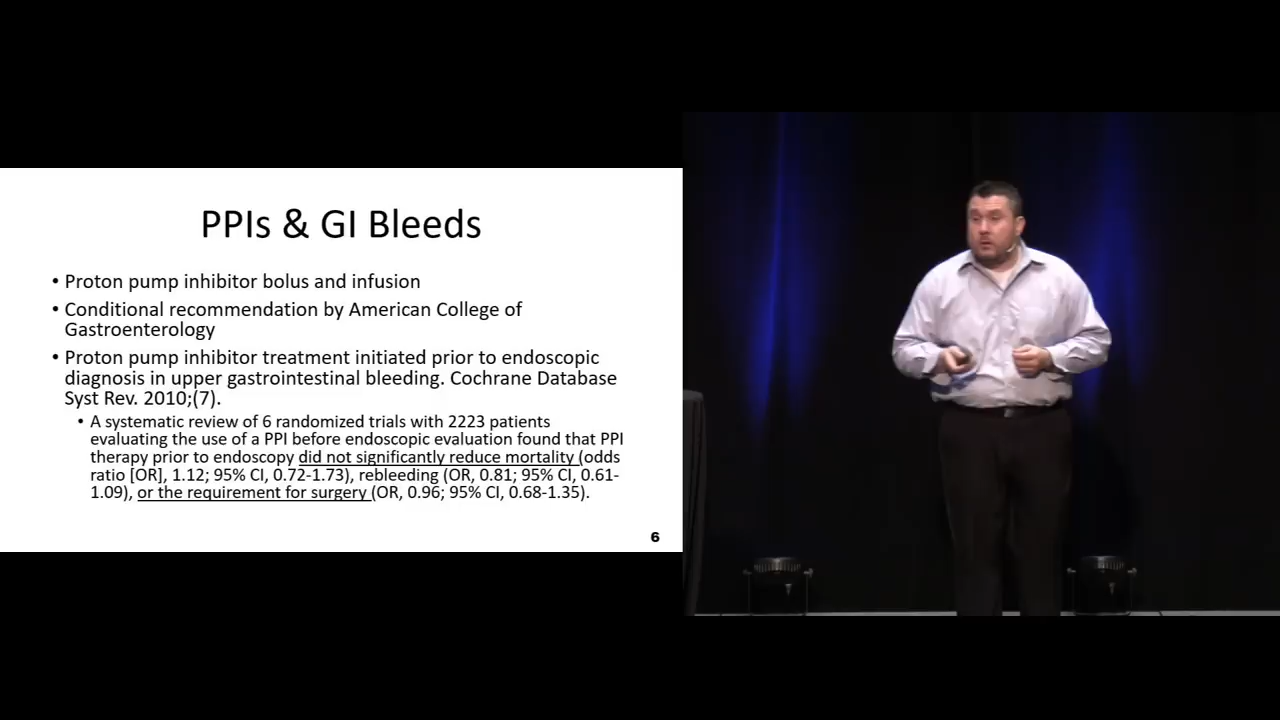 PPIs & GI Bleeds
• Proton pump inhibitor bolus and infusion
• Conditional recommendation by American College of
Gastroenterology
• Proton pump inhibitor treatment initiated prior to endoscopic
diagnosis in upper gastrointestinal bleeding. Cochrane Database
Syst Rev. 2010;(7).
• A systematic review of 6 randomized trials with 2223 patients
evaluating the use of a PPI before endoscopic evaluation found that PPI
therapy prior to endoscopy did not significantly reduce mortality (odds
ratio [OR], 1.12; 95% CI, 0.72-1.73), rebleeding (OR, 0.81; 95% CI, 0.61-
1.09), or the requirement for surgery (OR, 0.96; 95% CI, 0.68-1.35).
6